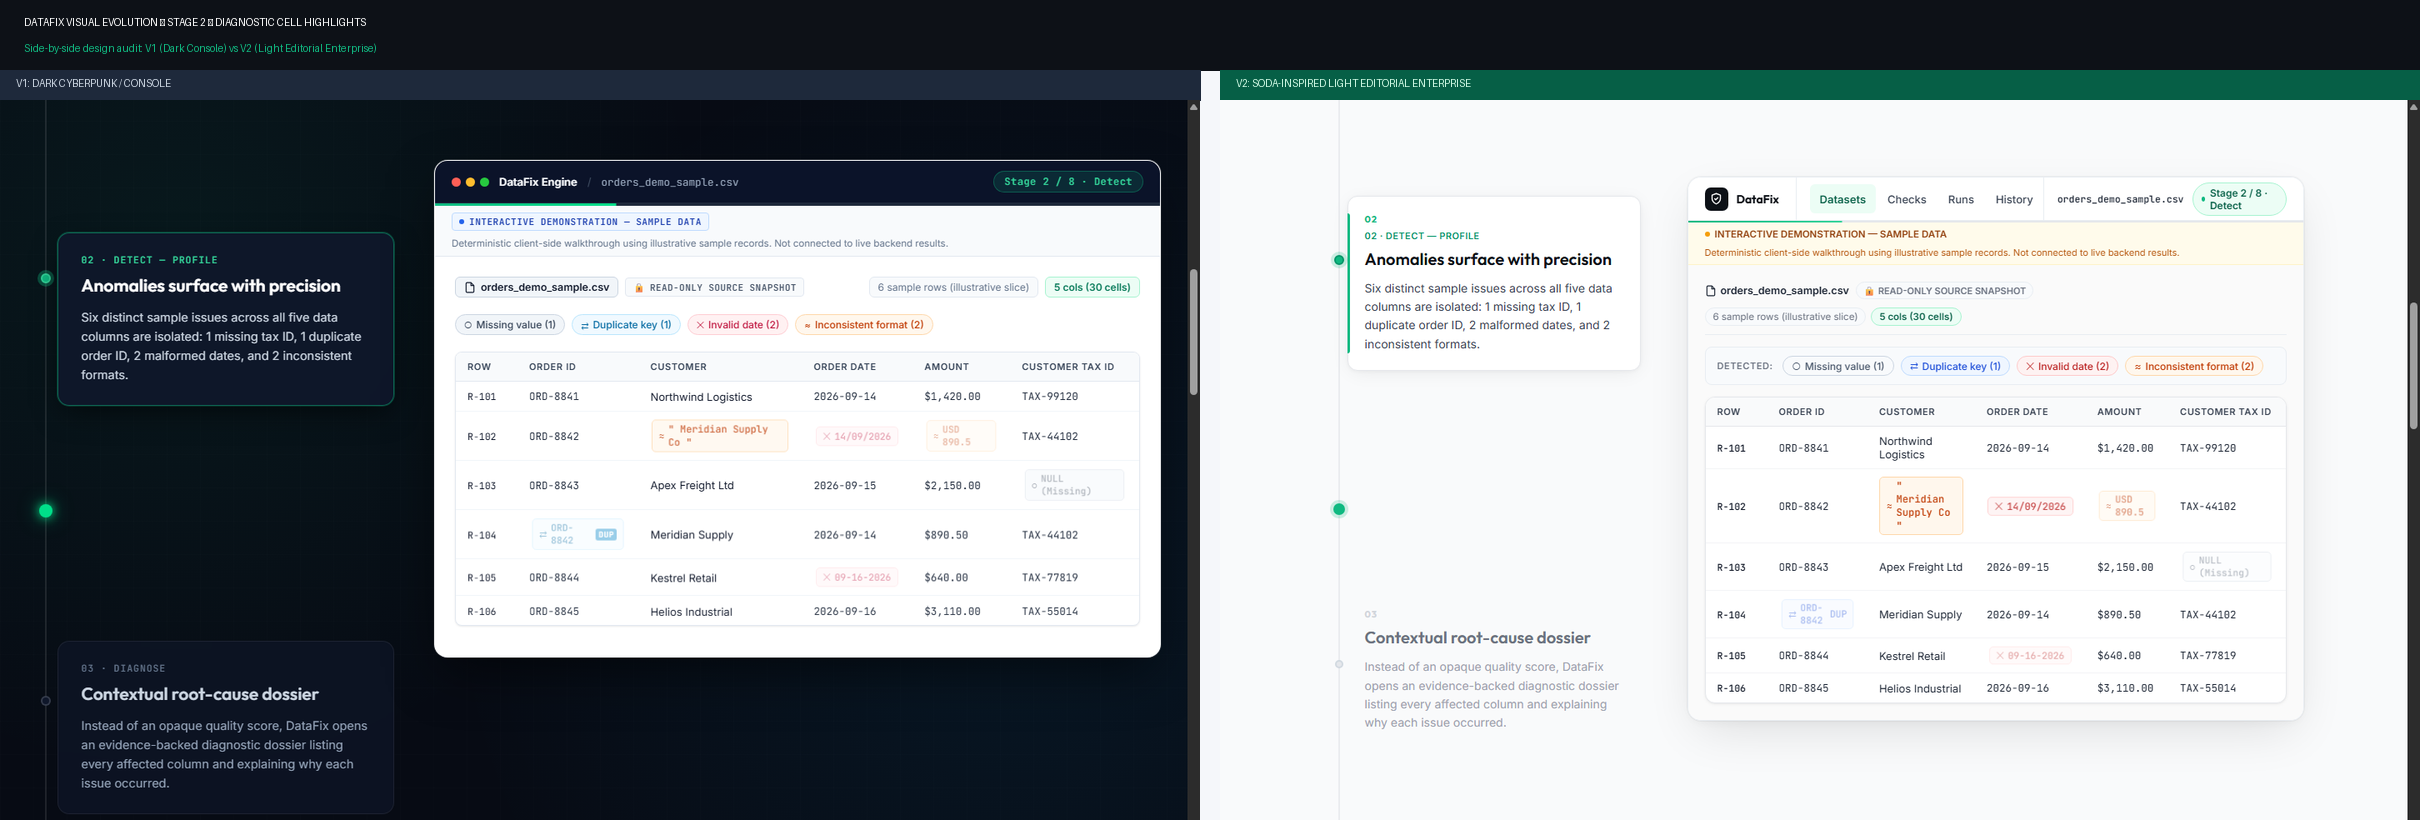 DATAFIX VISUAL EVOLUTION STAGE 2 DIAGNOSTIC CELL HIGHLIGHTS
Side-by-side design audit: V1 (Dark Console) vs V2 (Light Editorial Enterprise)
V1: DARK CYBERPUNK / CONSOLE
02 · DETECT — PROFILE
Anomalies surface with precision
Six distinct sample issues across all five data
columns are isolated: 1 missing tax ID, 1 duplicate
order ID, 2 malformed dates, and 2 inconsistent
formats.
03 · DIAGNOSE
Contextual root-cause dossier
Instead of an opaque quality score, DataFix opens
an evidence-backed diagnostic dossier listing
every affected column and explaining why each
issue occurred.
DataFix Engine / orders_demo_sample.csv Stage 2 / 8 · Detect
INTERACTIVE DEMONSTRATION — SAMPLE DATA
Deterministic client-side walkthrough using illustrative sample records. Not connected to live backend results.
orders_demo_sample.csv READ-ONLY SOURCE SNAPSHOT 6 sample rows (illustrative slice) 5 cols (30 cells)
Missing value (1) Duplicate key (1) Invalid date (2) ≈ Inconsistent format (2)
ROW ORDER ID CUSTOMER ORDER DATE AMOUNT CUSTOMER TAX ID
R-101 ORD-8841 Northwind Logistics 2026-09-14 $1,420.00 TAX-99120
R-102 ORD-8842 ≈ " Meridian Supply Co " × 14/09/2026 ≈ USD 890.5 TAX-44102
R-103 ORD-8843 Apex Freight Ltd 2026-09-15 $2,150.00 ○ NULL (Missing)
R-104 ⇄ ORD-8842 DUP Meridian Supply 2026-09-14 $890.50 TAX-44102
R-105 ORD-8844 Kestrel Retail × 09-16-2026 $640.00 TAX-77819
R-106 ORD-8845 Helios Industrial 2026-09-16 $3,110.00 TAX-55014
V2: SODA-INSPIRED LIGHT EDITORIAL ENTERPRISE
02
02 · DETECT — PROFILE
Anomalies surface with precision
Six distinct sample issues across all five data
columns are isolated: 1 missing tax ID, 1
duplicate order ID, 2 malformed dates, and 2
inconsistent formats.
03
Contextual root-cause dossier
Instead of an opaque quality score, DataFix
opens an evidence-backed diagnostic dossier
listing every affected column and explaining
why each issue occurred.
DataFix Datasets Checks Runs History orders_demo_sample.csv Stage 2 / 8 · Detect
INTERACTIVE DEMONSTRATION — SAMPLE DATA
Deterministic client-side walkthrough using illustrative sample records. Not connected to live backend results.
orders_demo_sample.csv READ-ONLY SOURCE SNAPSHOT
6 sample rows (illustrative slice) 5 cols (30 cells)
DETECTED: Missing value (1) Duplicate key (1) Invalid date (2) ≈ Inconsistent format (2)
ROW ORDER ID CUSTOMER ORDER DATE AMOUNT CUSTOMER TAX ID
R-101 ORD-8841 Northwind Logistics 2026-09-14 $1,420.00 TAX-99120
R-102 ORD-8842 ≈ " Meridian Supply Co " × 14/09/2026 ≈ USD 890.5 TAX-44102
R-103 ORD-8843 Apex Freight Ltd 2026-09-15 $2,150.00 ○ NULL (Missing)
R-104 ⇄ ORD-8842 DUP Meridian Supply 2026-09-14 $890.50 TAX-44102
R-105 ORD-8844 Kestrel Retail × 09-16-2026 $640.00 TAX-77819
R-106 ORD-8845 Helios Industrial 2026-09-16 $3,110.00 TAX-55014